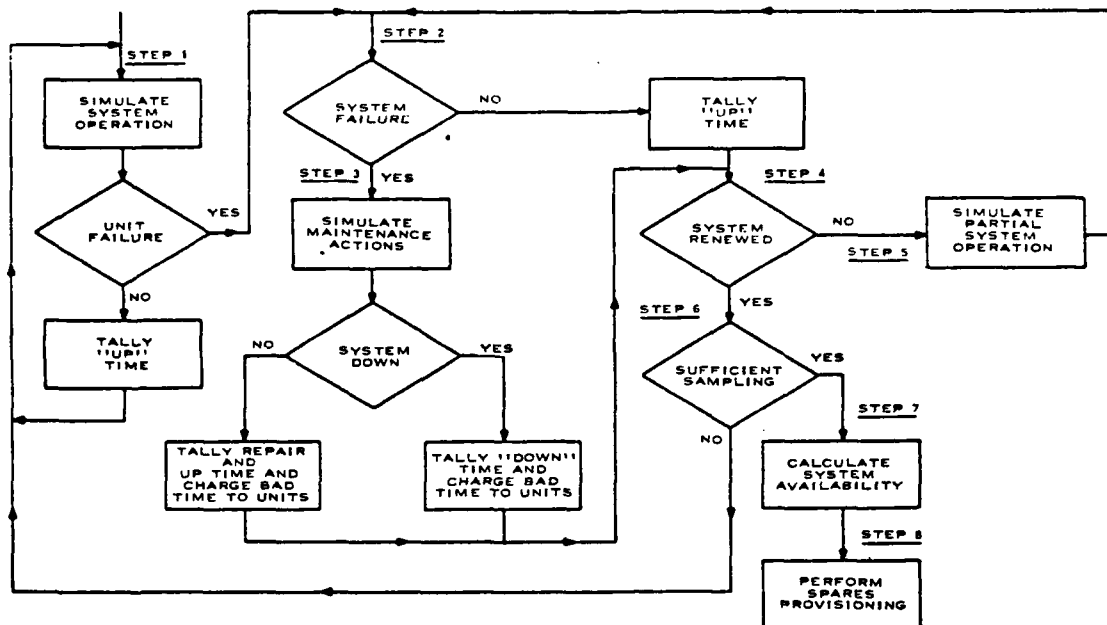 STEP 1
SIMULATE
SYSTEM
OPERATION
UNIT
FAILURE
YES
NO
TALLY
"UP"
TIME
STEP 2
SYSTEM
FAILURE
NO
YES
TALLY
"UP"
TIME
STEP 3
SIMULATE
MAINTENANCE
ACTIONS
SYSTEM
DOWN
NO
YES
TALLY REPAIR
AND
UP TIME AND
CHARGE BAD
TIME TO UNITS
TALLY "DOWN"
TIME AND
CHARGE BAD
TIME TO UNITS
STEP 4
SYSTEM
RENEWED
NO
STEP 5
SIMULATE
PARTIAL
SYSTEM
OPERATION
YES
STEP 6
SUFFICIENT
SAMPLING
YES
NO
STEP 7
CALCULATE
SYSTEM
AVAILABILITY
STEP 8
PERFORM
SPARES
PROVISIONING